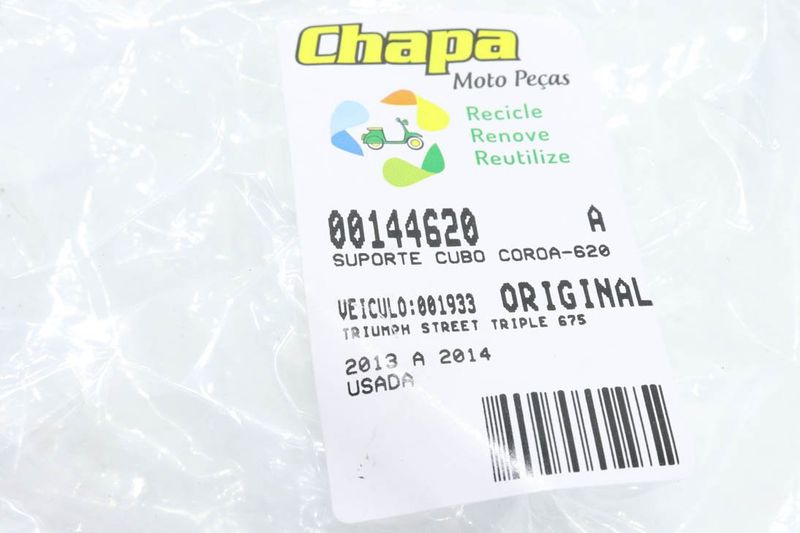 Chapa
Moto Peças
Recicle
Renove
Reutilize
00144620 A
SUPORTE CUBO COROA-620
VEICULO:001933 ORIGINAL
TRIUMPH STREET TRIPLE 675
2013 A 2014
USADA